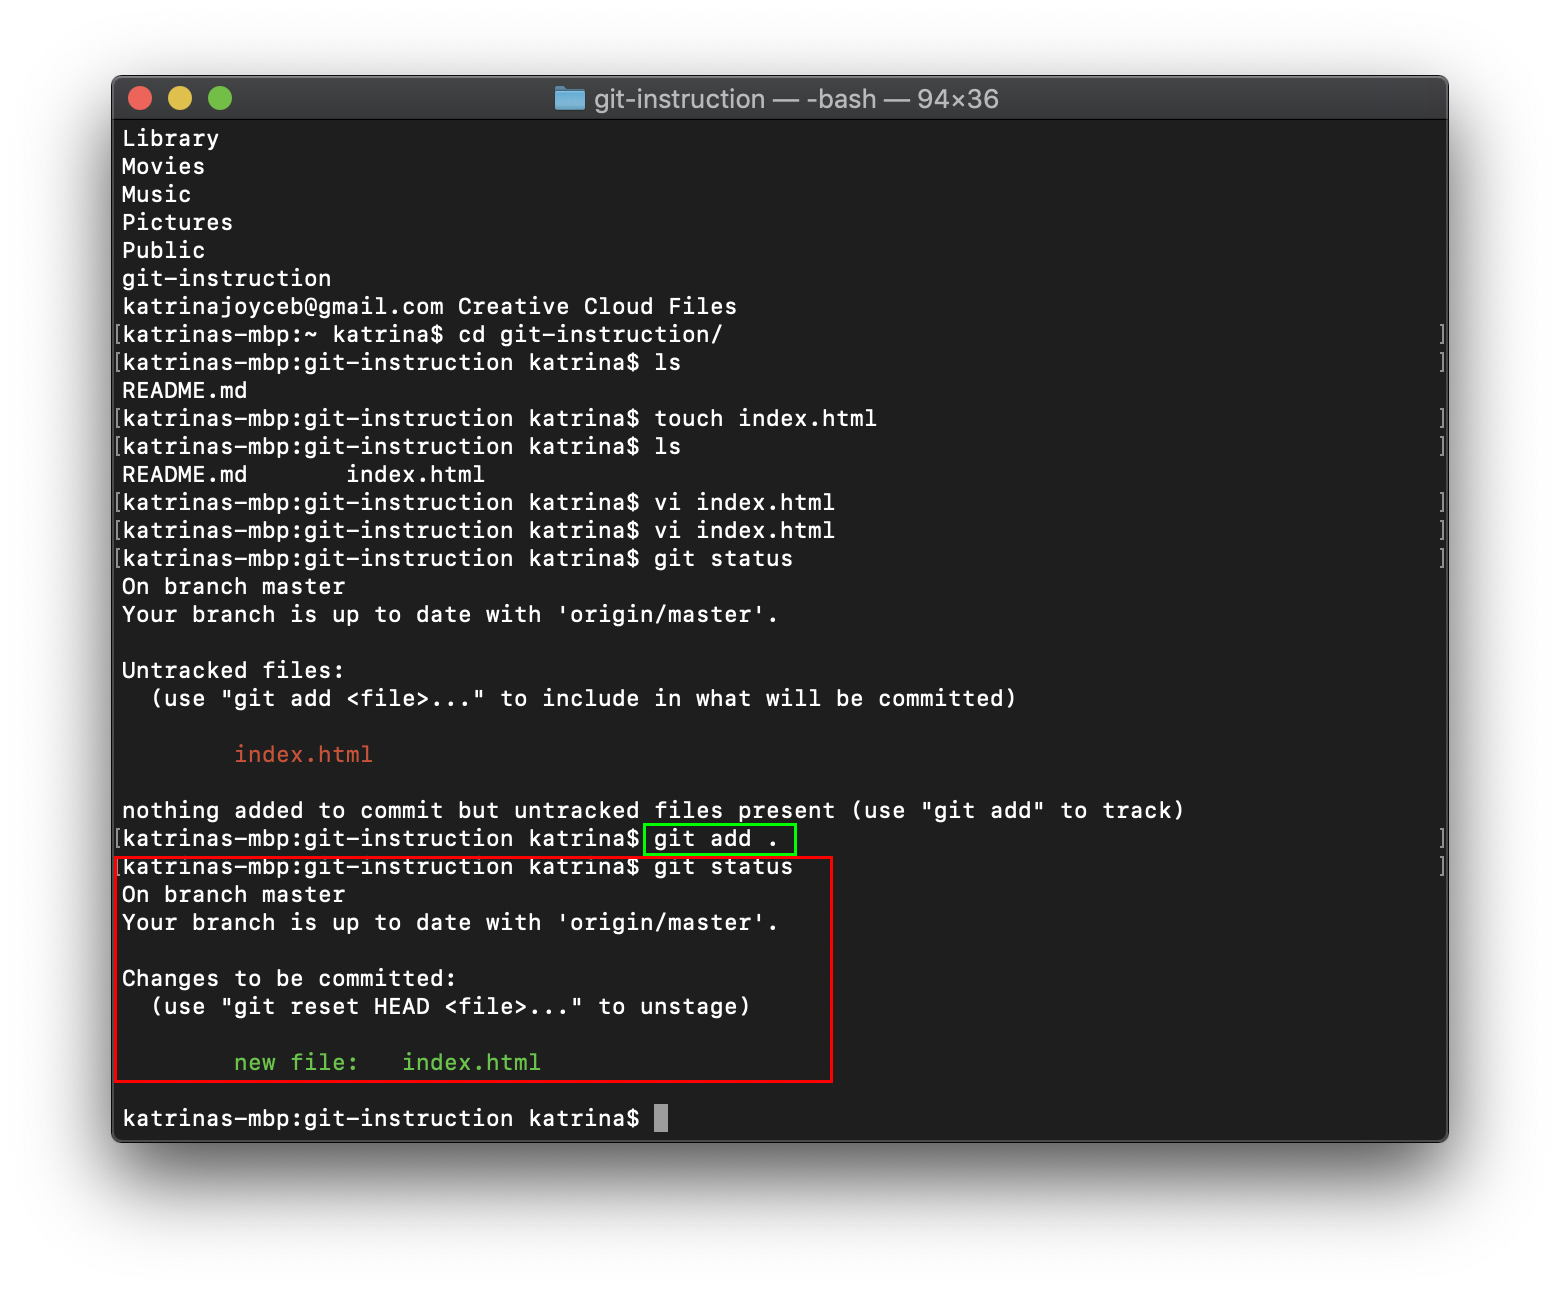 git-instruction — -bash — 94×36
Library
Movies
Music
Pictures
Public
git-instruction
katrinajoyceb@gmail.com Creative Cloud Files
[katrinas-mbp:~ katrina$ cd git-instruction/ ]
[katrinas-mbp:git-instruction katrina$ ls ]
README.md
[katrinas-mbp:git-instruction katrina$ touch index.html ]
[katrinas-mbp:git-instruction katrina$ ls ]
README.md       index.html
[katrinas-mbp:git-instruction katrina$ vi index.html ]
[katrinas-mbp:git-instruction katrina$ vi index.html ]
[katrinas-mbp:git-instruction katrina$ git status ]
On branch master
Your branch is up to date with 'origin/master'.
Untracked files:
  (use "git add <file>..." to include in what will be committed)
        index.html
nothing added to commit but untracked files present (use "git add" to track)
[katrinas-mbp:git-instruction katrina$ git add . ]
[katrinas-mbp:git-instruction katrina$ git status ]
On branch master
Your branch is up to date with 'origin/master'.
Changes to be committed:
  (use "git reset HEAD <file>..." to unstage)
        new file:   index.html
katrinas-mbp:git-instruction katrina$